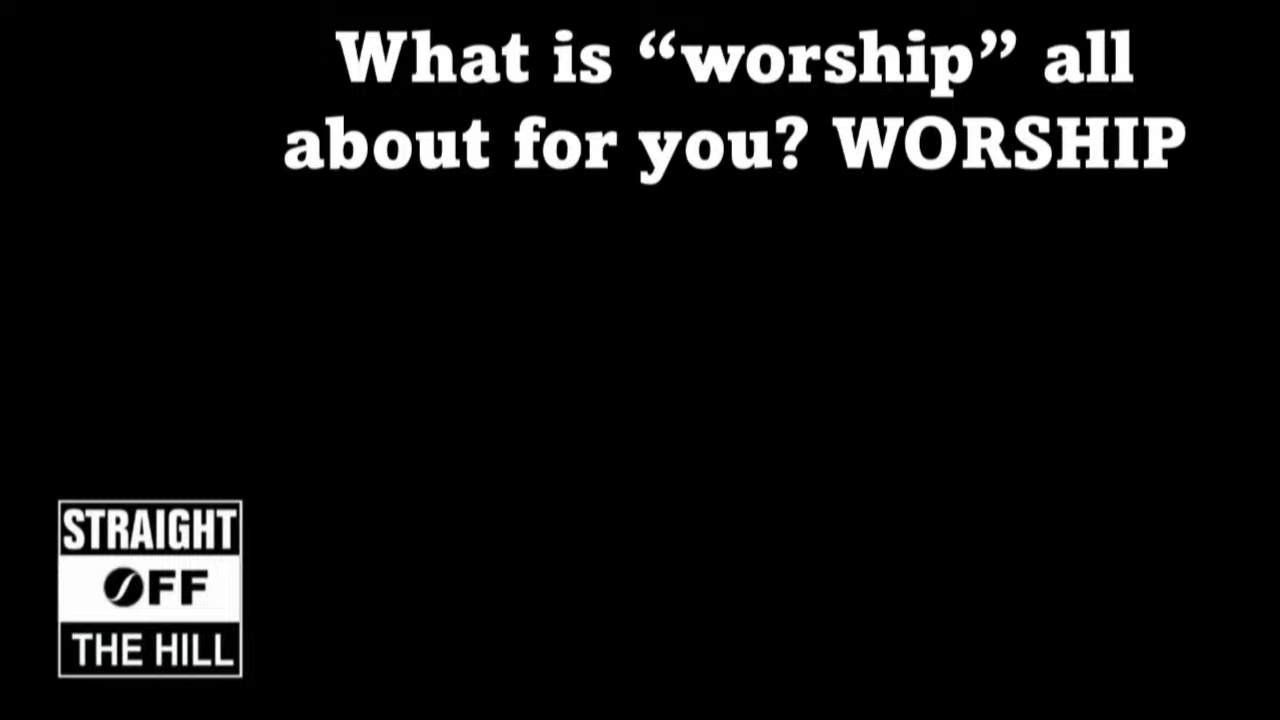 What is “worship” all
about for you? WORSHIP
STRAIGHT
OFF
THE HILL